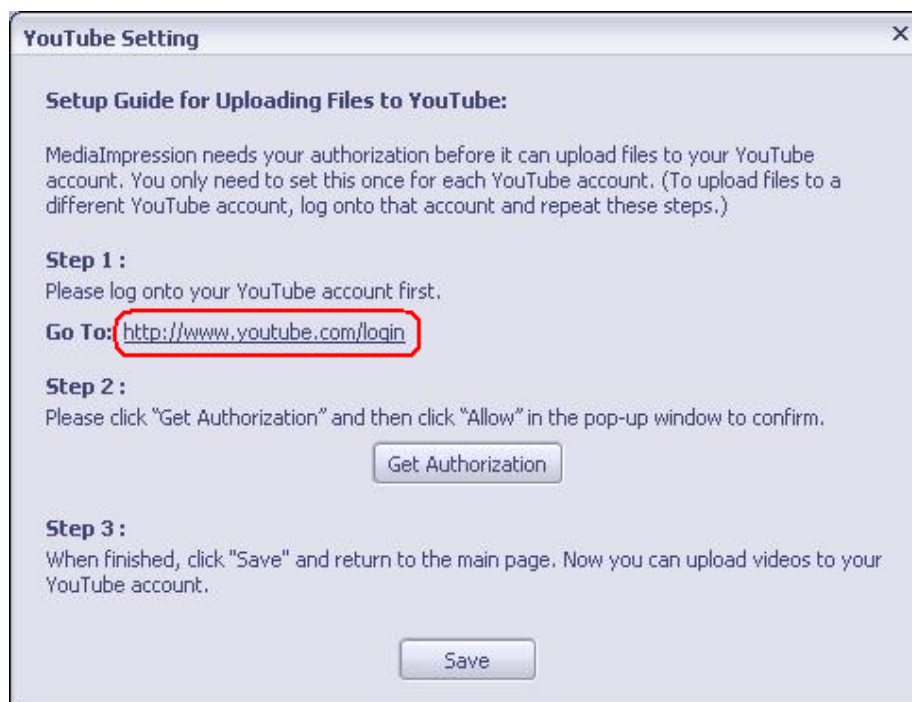 YouTube Setting
Setup Guide for Uploading Files to YouTube:
MediaImpression needs your authorization before it can upload files to your YouTube
account. You only need to set this once for each YouTube account. (To upload files to a
different YouTube account, log onto that account and repeat these steps.)
Step 1 :
Please log onto your YouTube account first.
Go To: http://www.youtube.com/login
Step 2 :
Please click “Get Authorization” and then click “Allow” in the pop-up window to confirm.
Get Authorization
Step 3 :
When finished, click "Save" and return to the main page. Now you can upload videos to your
YouTube account.
Save